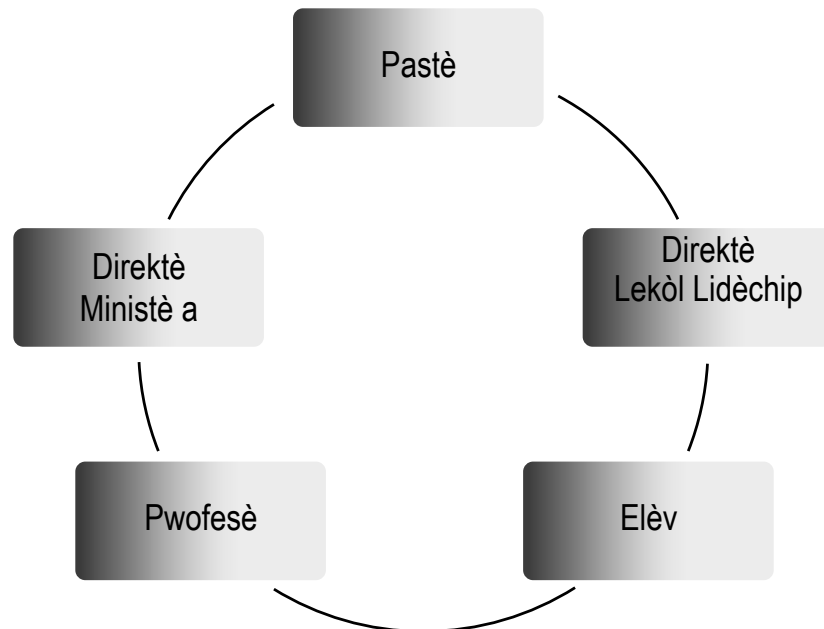 Pastè
Direktè
Lekòl Lidèchip
Direktè
Ministè a
Pwofesè
Elèv